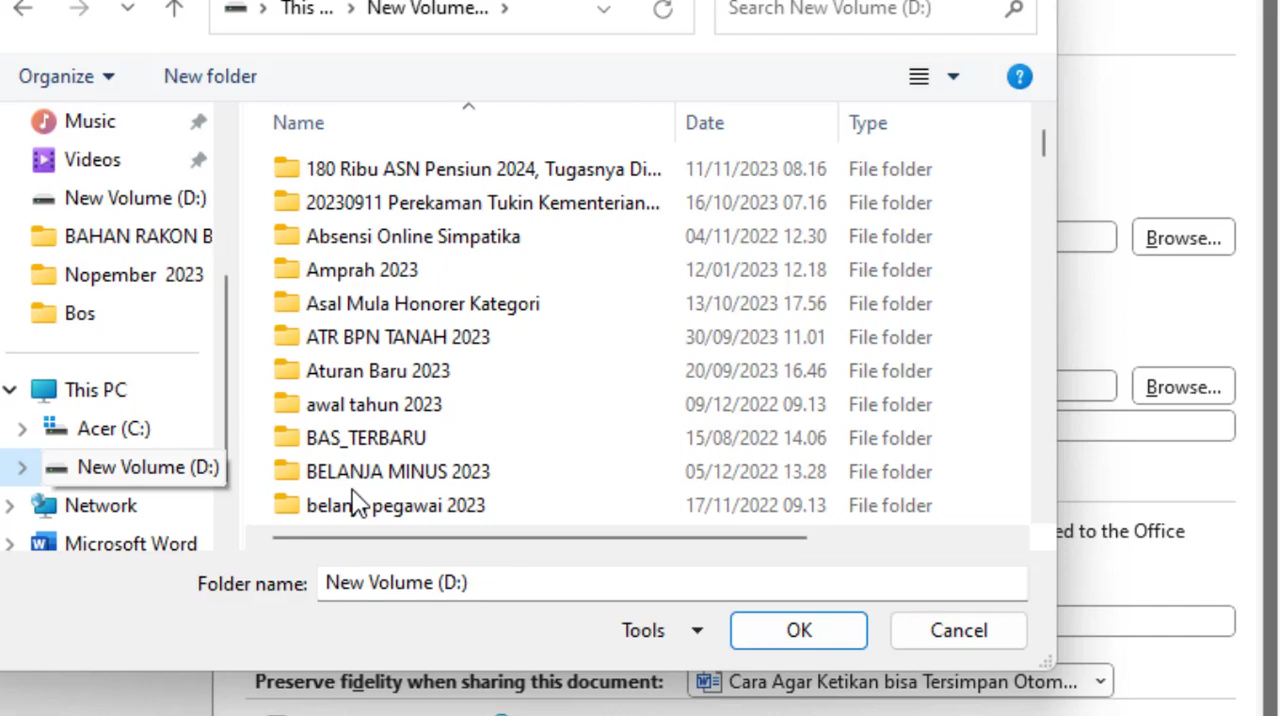 This ... New Volume... Search New Volume (D:)
Organize New folder ?
Music
Videos
New Volume (D:)
BAHAN RAKON B
Nopember 2023
Bos
This PC
Acer (C:)
New Volume (D:)
Network
Microsoft Word
Name Date Type
180 Ribu ASN Pensiun 2024, Tugasnya Di... 11/11/2023 08.16 File folder
20230911 Perekaman Tukin Kementerian... 16/10/2023 07.16 File folder
Absensi Online Simpatika 04/11/2022 12.30 File folder
Amprah 2023 12/01/2023 12.18 File folder
Asal Mula Honorer Kategori 13/10/2023 17.56 File folder
ATR BPN TANAH 2023 30/09/2023 11.01 File folder
Aturan Baru 2023 20/09/2023 16.46 File folder
awal tahun 2023 09/12/2022 09.13 File folder
BAS_TERBARU 15/08/2022 14.06 File folder
BELANJA MINUS 2023 05/12/2022 13.28 File folder
belanja pegawai 2023 17/11/2022 09.13 File folder
Folder name: New Volume (D:)
Tools OK Cancel
Browse...
Browse...
ed to the Office
Preserve fidelity when sharing this document: Cara Agar Ketikan bisa Tersimpan Otom...